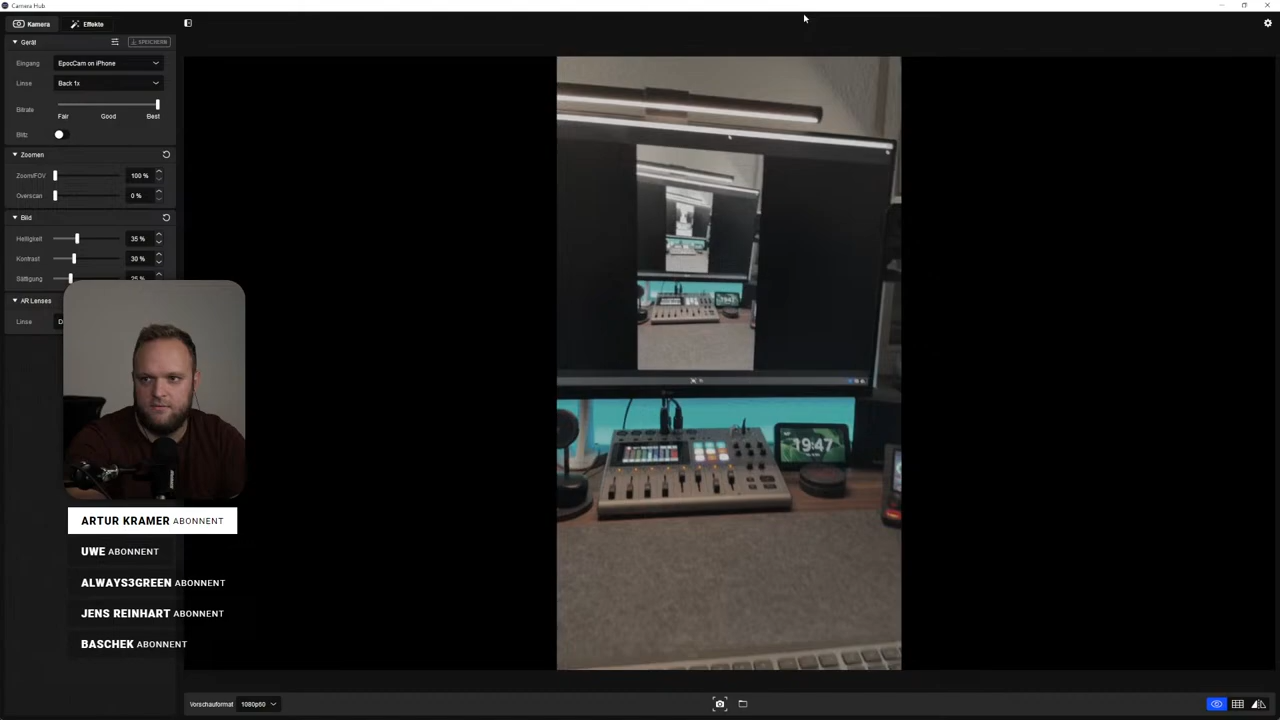 Camera Hub
Kamera
Effekte
Gerät
SPEICHERN
Eingang
EpocCam on iPhone
Linse
Back 1x
Bitrate
Fair
Good
Best
Blitz
Zoomen
Zoom/FOV
100 %
Overscan
0 %
Bild
Helligkeit
35 %
Kontrast
30 %
Sättigung
25 %
AR Lenses
Linse
19:47
ARTUR KRAMER ABONNENT
UWE ABONNENT
ALWAYS3GREEN ABONNENT
JENS REINHART ABONNENT
BASCHEK ABONNENT
Vorschauformat
1080p60